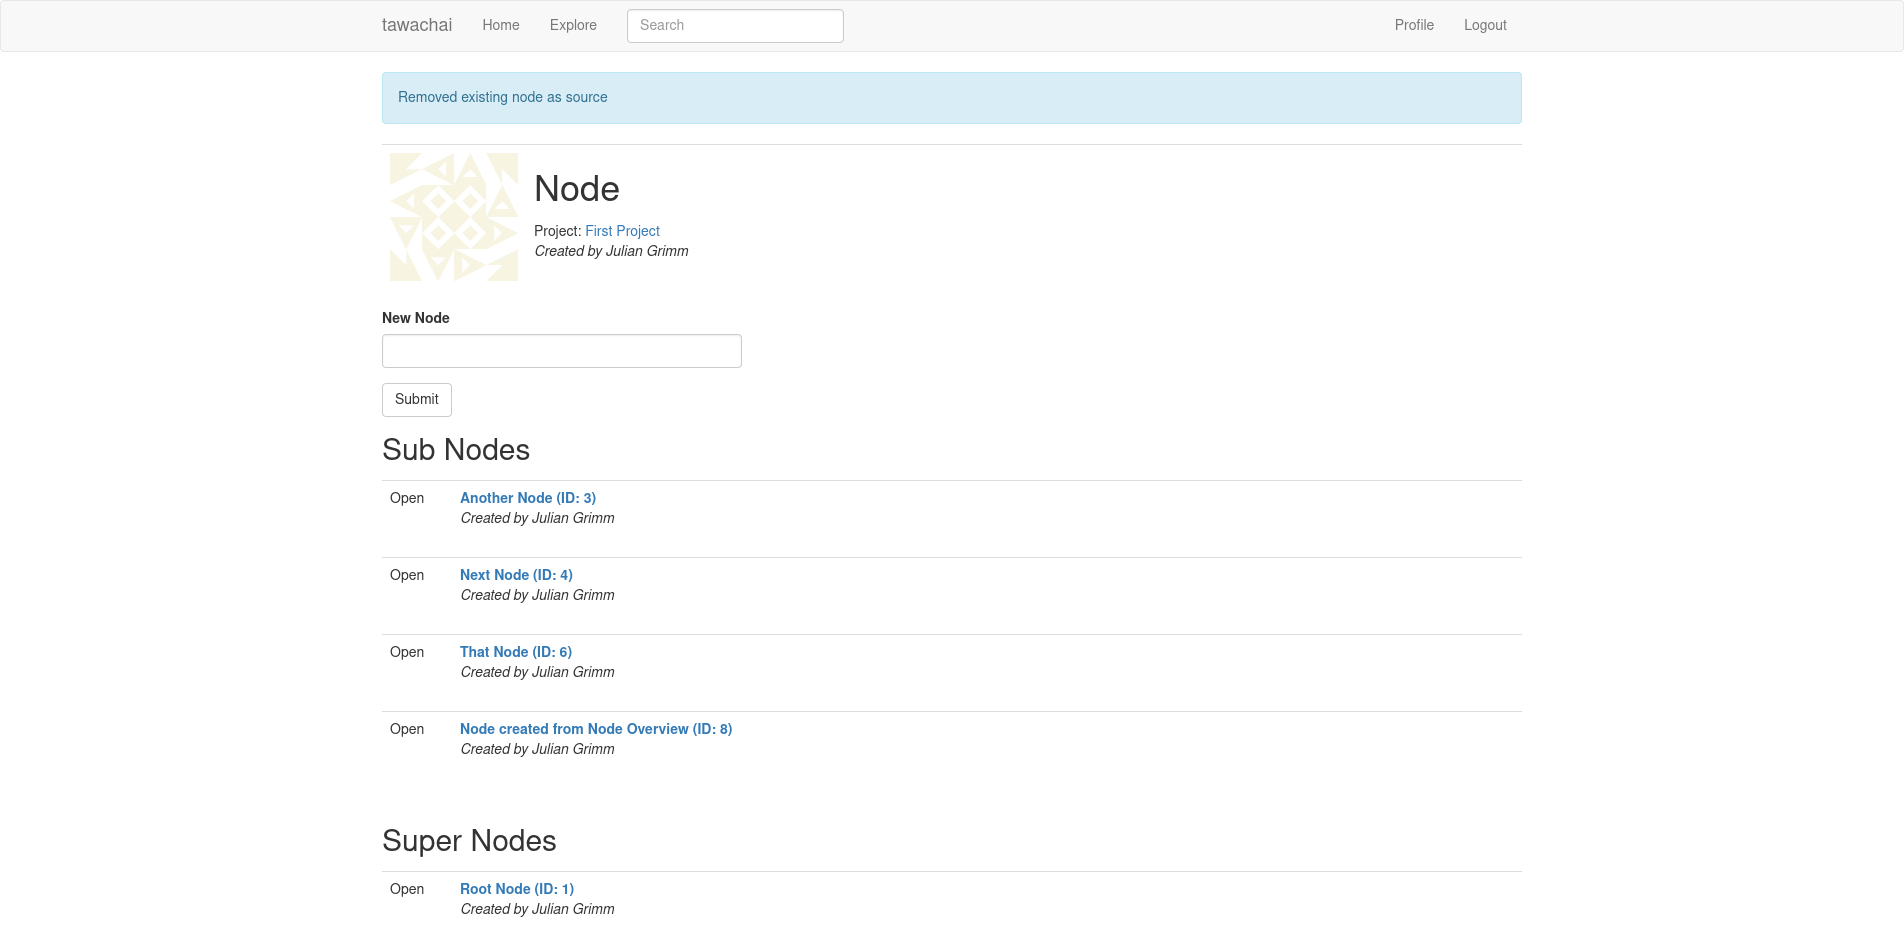 tawachai Home Explore Search Profile Logout
Removed existing node as source
Node
Project: First Project
Created by Julian Grimm
New Node
Submit
Sub Nodes
Open Another Node (ID: 3)
Created by Julian Grimm
Open Next Node (ID: 4)
Created by Julian Grimm
Open That Node (ID: 6)
Created by Julian Grimm
Open Node created from Node Overview (ID: 8)
Created by Julian Grimm
Super Nodes
Open Root Node (ID: 1)
Created by Julian Grimm